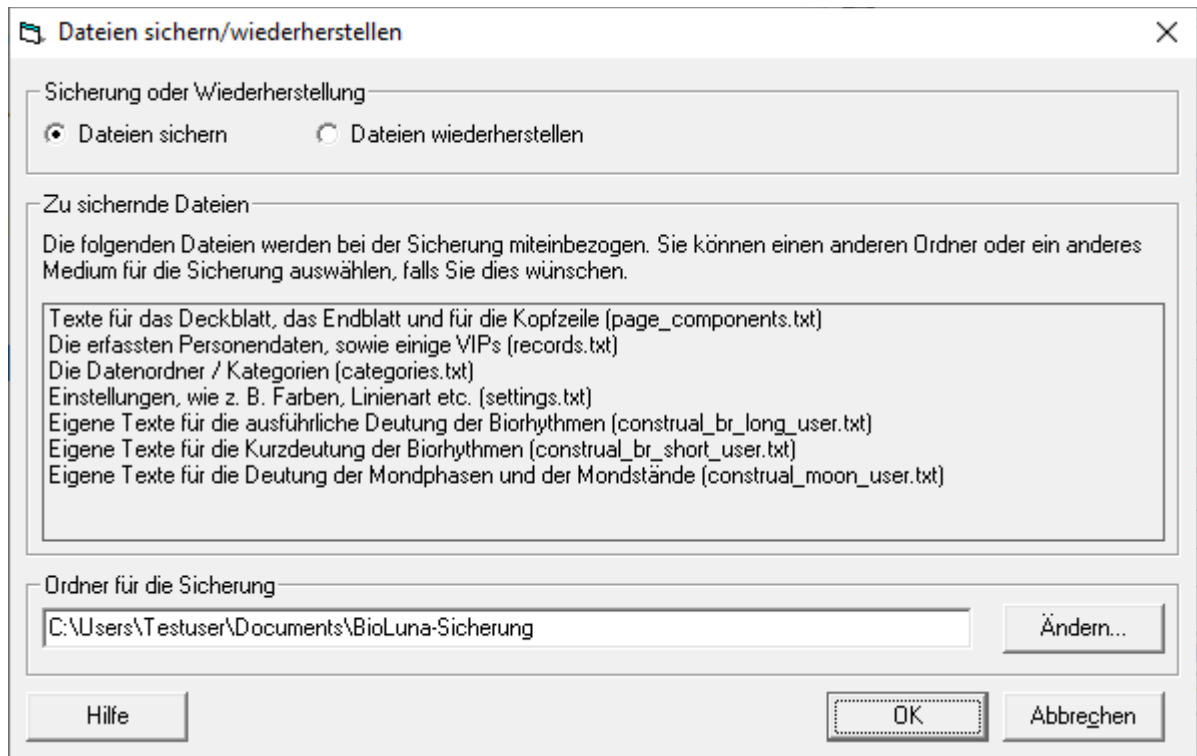 Dateien sichern/wiederherstellen
Sicherung oder Wiederherstellung
Dateien sichern
Dateien wiederherstellen
Zu sichernde Dateien
Die folgenden Dateien werden bei der Sicherung miteinbezogen. Sie können einen anderen Ordner oder ein anderes
Medium für die Sicherung auswählen, falls Sie dies wünschen.
Texte für das Deckblatt, das Endblatt und für die Kopfzeile (page_components.txt)
Die erfassten Personendaten, sowie einige VIPs (records.txt)
Die Datenordner / Kategorien (categories.txt)
Einstellungen, wie z. B. Farben, Linienart etc. (settings.txt)
Eigene Texte für die ausführliche Deutung der Biorhythmen (construal_br_long_user.txt)
Eigene Texte für die Kurzdeutung der Biorhythmen (construal_br_short_user.txt)
Eigene Texte für die Deutung der Mondphasen und der Mondstände (construal_moon_user.txt)
Ordner für die Sicherung
C:\Users\Testuser\Documents\BioLuna-Sicherung
Ändern...
Hilfe
OK
Abbrechen